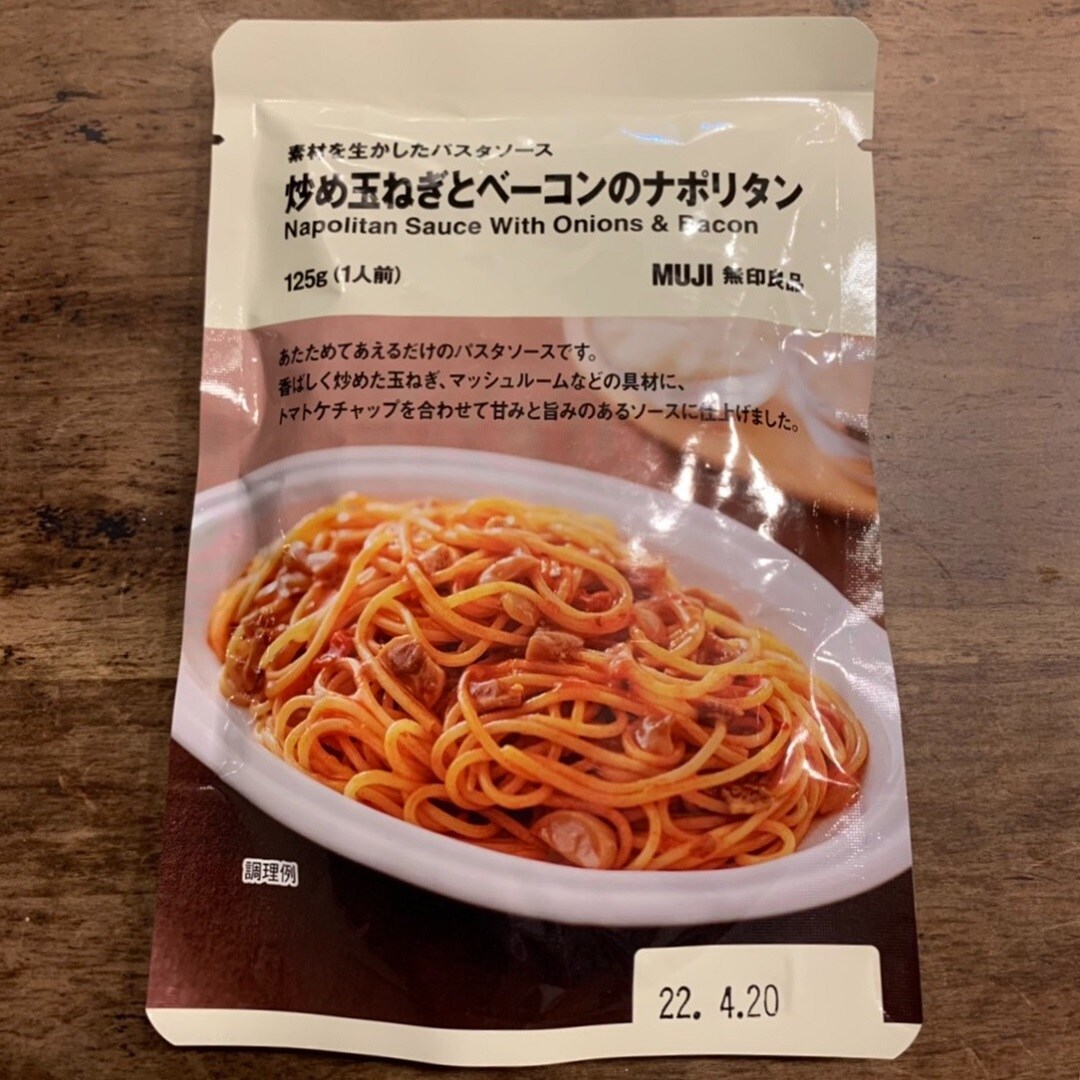 素材を生かしたパスタソース
炒め玉ねぎとベーコンのナポリタン
Napolitan Sauce With Onions & Bacon
125g(1人前)
MUJI 無印良品
あたためてあえるだけのパスタソースです。
香ばしく炒めた玉ねぎ、マッシュルームなどの具材に、
トマトケチャップを合わせて甘みと旨みのあるソースに仕上げました。
調理例
22. 4.20